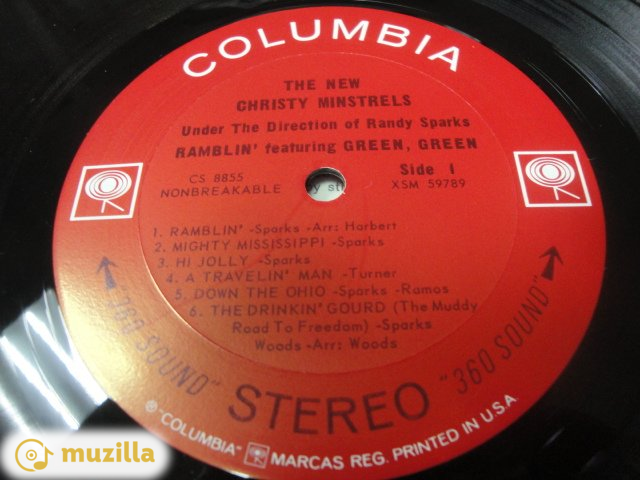 COLUMBIA
THE NEW
CHRISTY MINSTRELS
Under The Direction of Randy Sparks
RAMBLIN' featuring GREEN, GREEN
CS 8855
NONBREAKABLE
Side 1
XSM 59789
1. RAMBLIN' -Sparks -Arr: Harbert
2. MIGHTY MISSISSIPPI -Sparks
3. HI JOLLY -Sparks
4. A TRAVELIN' MAN -Turner
5. DOWN THE OHIO -Sparks -Ramos
6. THE DRINKIN' GOURD (The Muddy
Road To Freedom) -Sparks
Woods -Arr: Woods
"360 SOUND"
STEREO
"360 SOUND"
® "COLUMBIA" MARCAS REG. PRINTED IN U.S.A.
muzilla